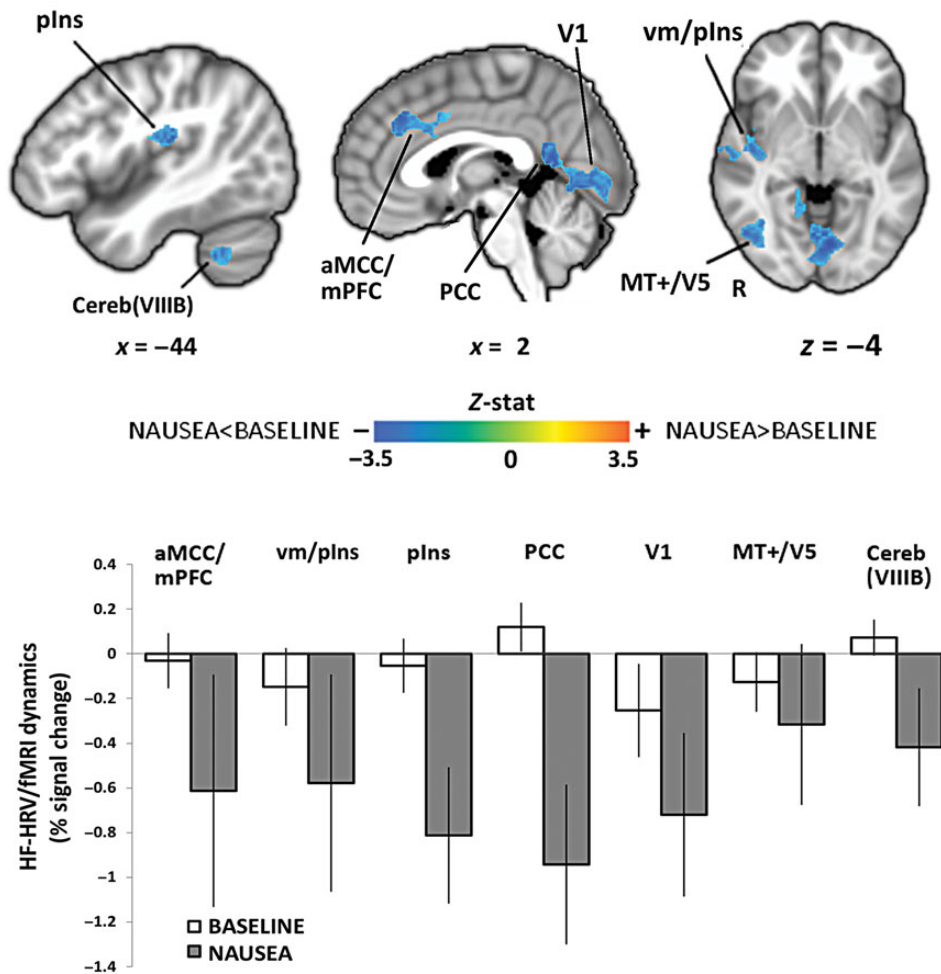 pIns
V1
vm/pIns
aMCC/
mPFC
PCC
MT+/V5
R
Cereb(VIIIB)
x = −44
x = 2
z = −4
Z-stat
NAUSEA<BASELINE − + NAUSEA>BASELINE
−3.5 0 3.5
aMCC/
mPFC
vm/pIns
pIns
PCC
V1
MT+/V5
Cereb
(VIIIB)
HF-HRV/fMRI dynamics
(% signal change)
0.4
0.2
0
−0.2
−0.4
−0.6
−0.8
−1
−1.2
−1.4
BASELINE
NAUSEA